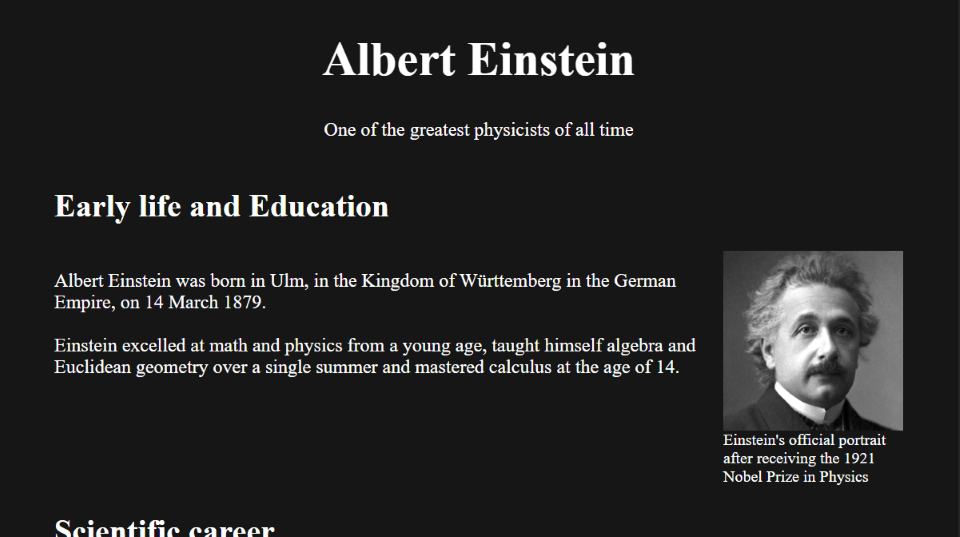 Albert Einstein
One of the greatest physicists of all time
Early life and Education
Albert Einstein was born in Ulm, in the Kingdom of Württemberg in the German
Empire, on 14 March 1879.
Einstein excelled at math and physics from a young age, taught himself algebra and
Euclidean geometry over a single summer and mastered calculus at the age of 14.
Einstein's official portrait
after receiving the 1921
Nobel Prize in Physics
Scientific career